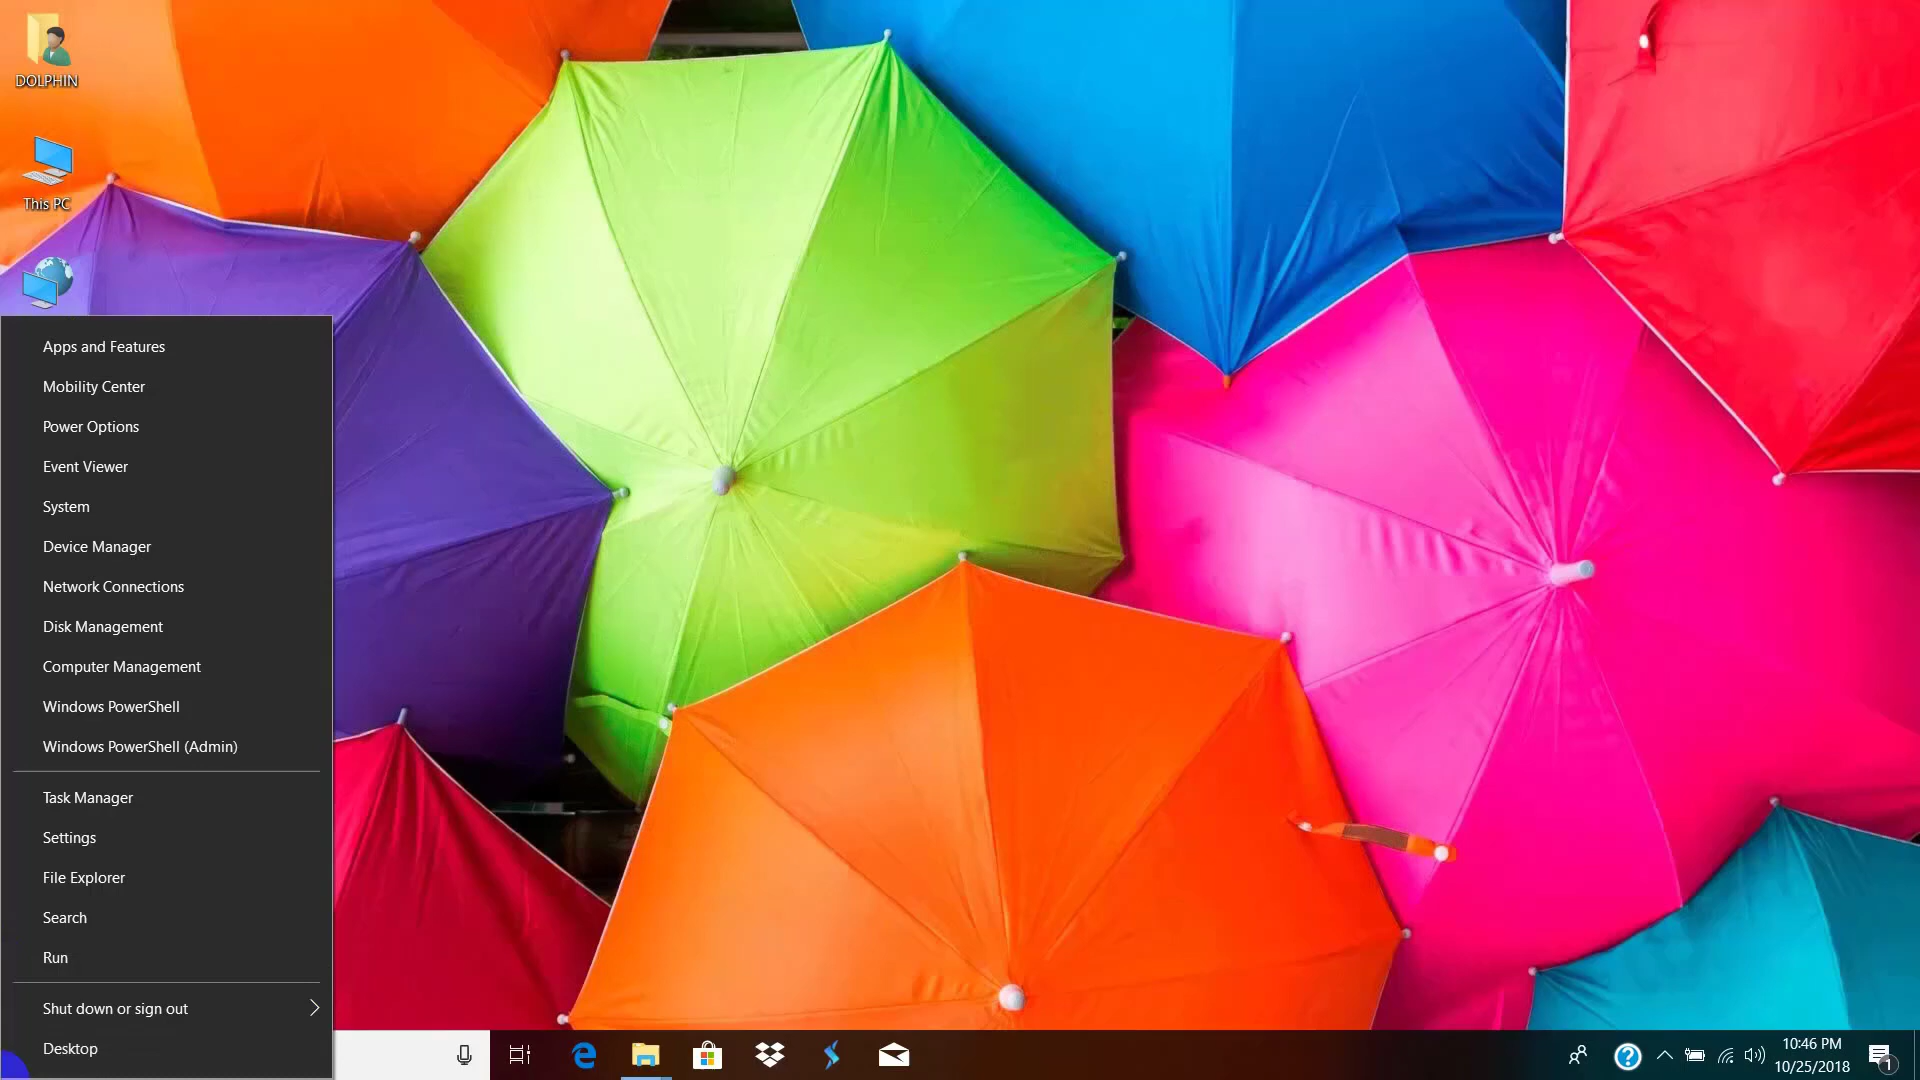 DOLPHIN
This PC
Apps and Features
Mobility Center
Power Options
Event Viewer
System
Device Manager
Network Connections
Disk Management
Computer Management
Windows PowerShell
Windows PowerShell (Admin)
Task Manager
Settings
File Explorer
Search
Run
Shut down or sign out
Desktop
10:46 PM
10/25/2018
1